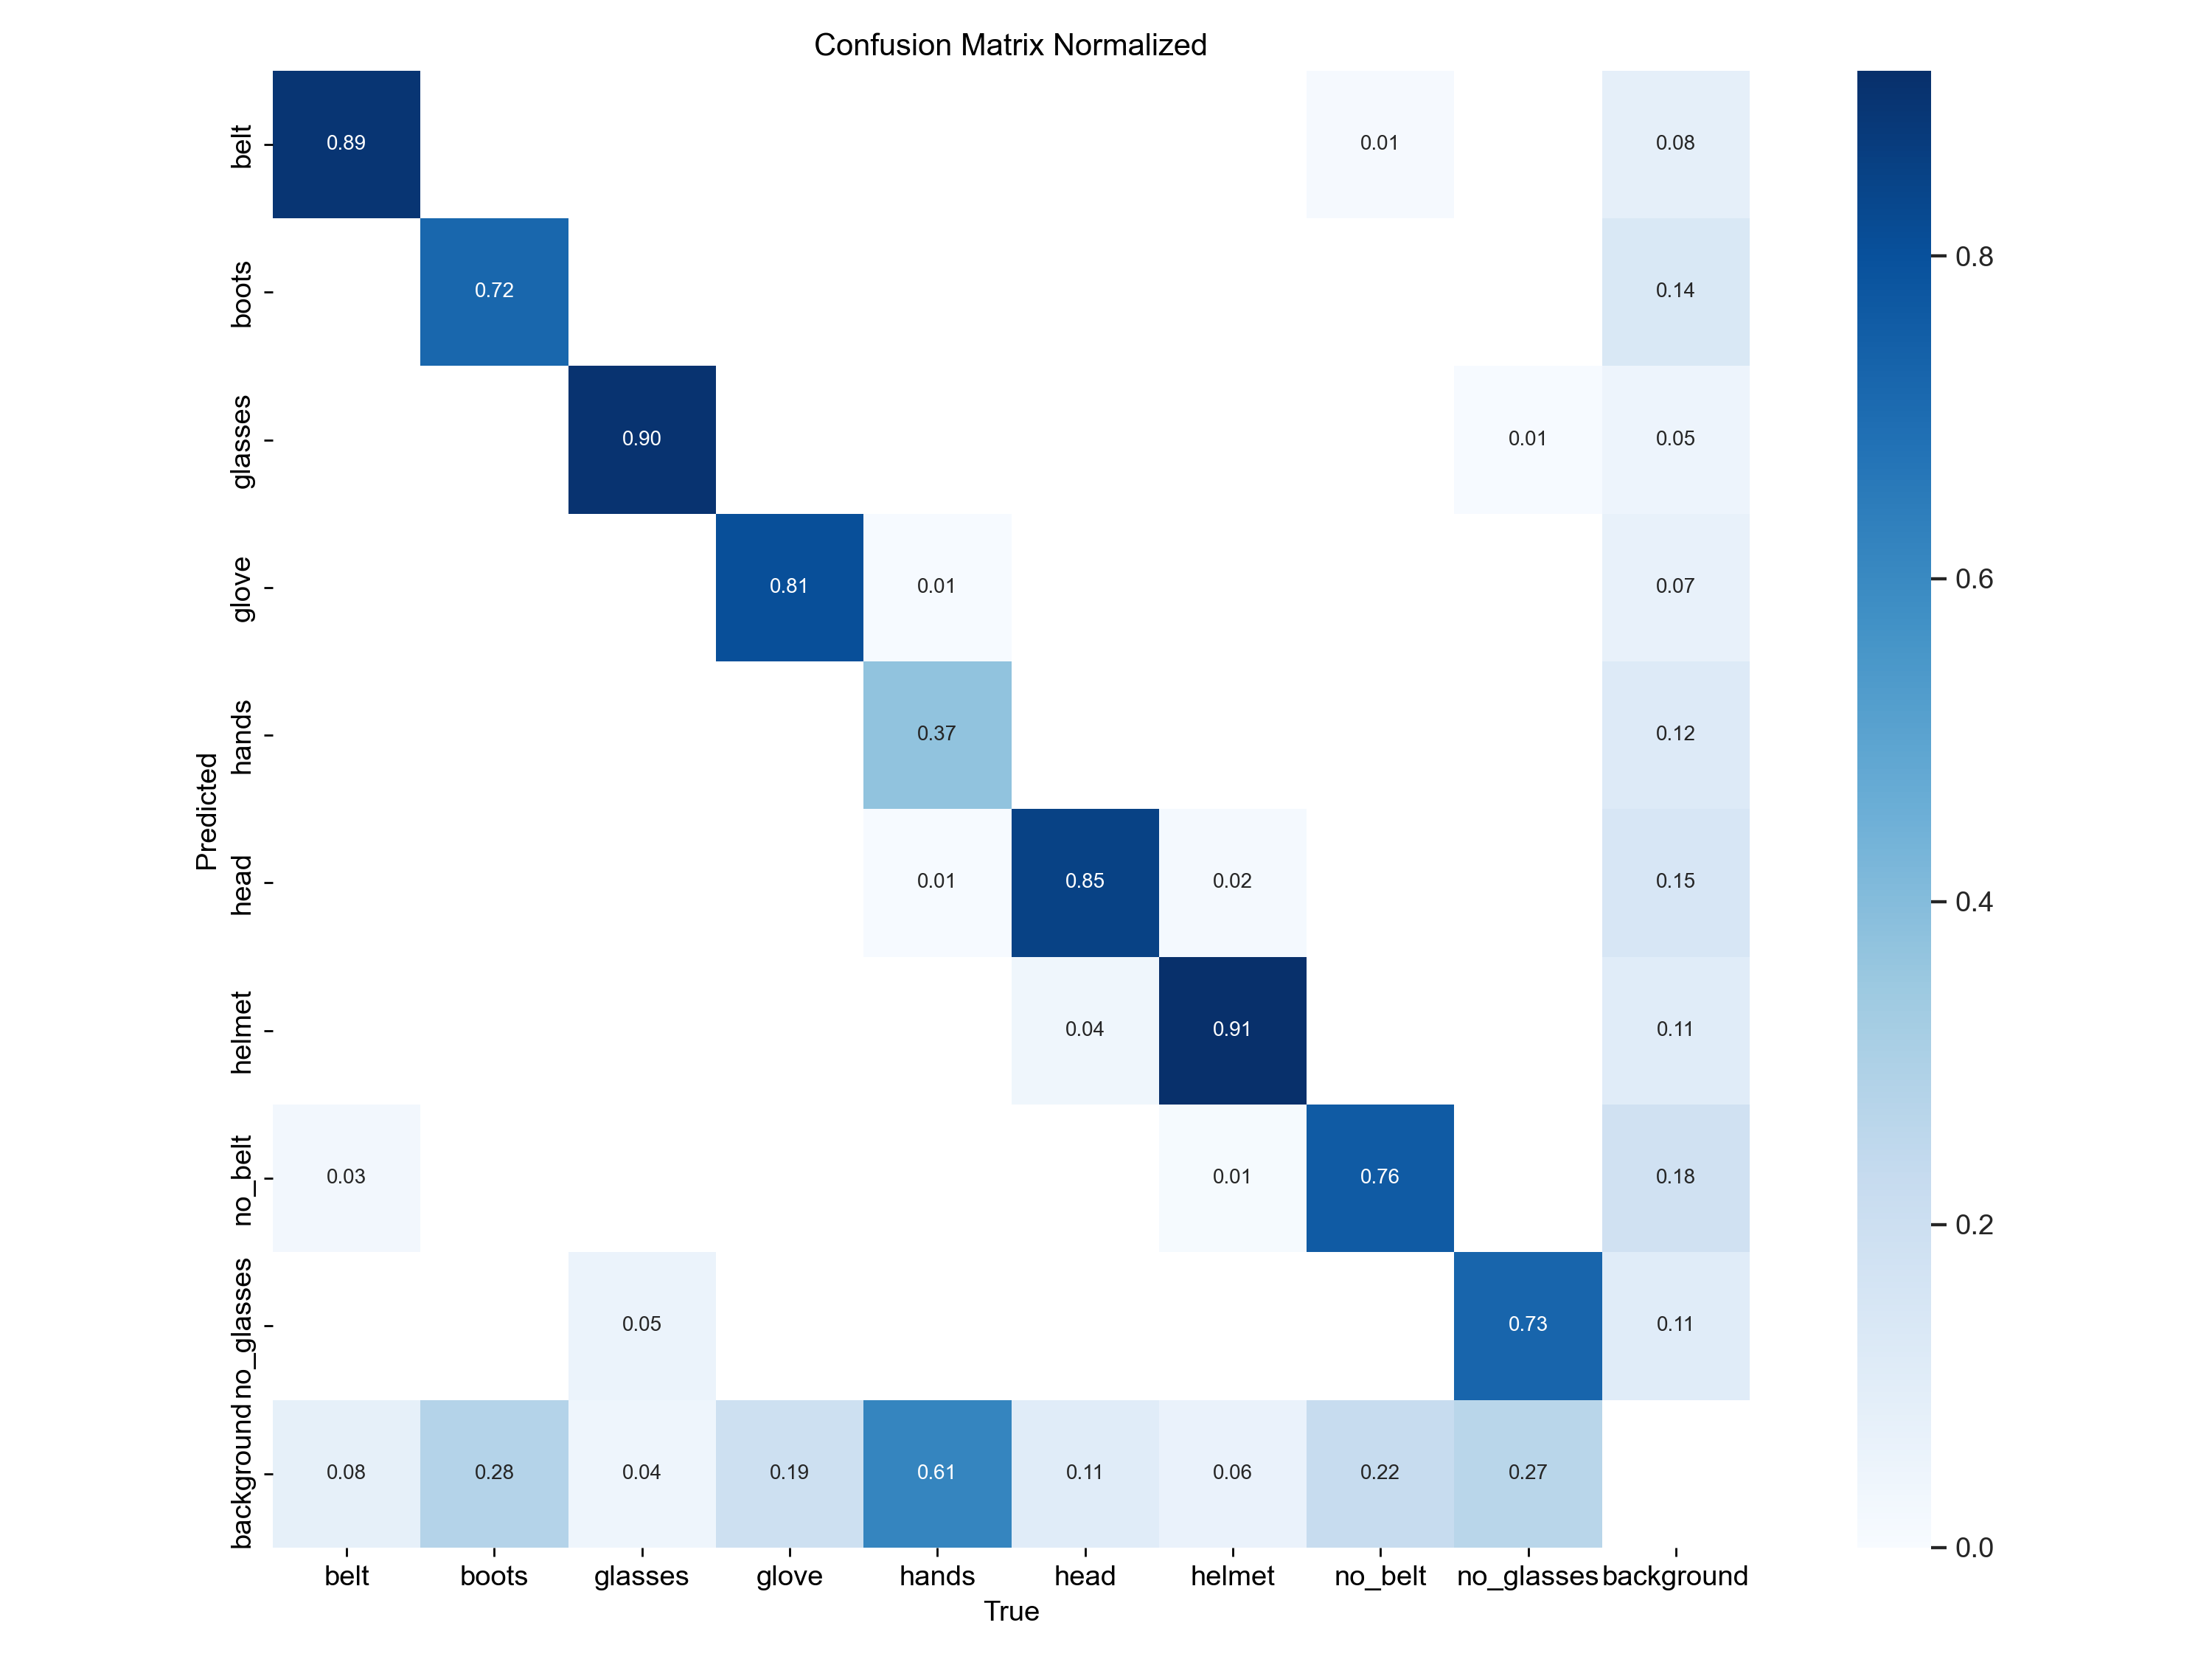 Confusion Matrix Normalized
belt 0.89 0.01 0.08
boots 0.72 0.14 0.8
glasses 0.90 0.01 0.05
glove 0.81 0.01 0.07 0.6
hands 0.37 0.12
Predicted
head 0.01 0.85 0.02 0.15 0.4
helmet 0.04 0.91 0.11
no_belt 0.03 0.01 0.76 0.18 0.2
no_glasses 0.05 0.73 0.11
background 0.08 0.28 0.04 0.19 0.61 0.11 0.06 0.22 0.27
0.0
belt boots glasses glove hands head helmet no_belt no_glasses background
True